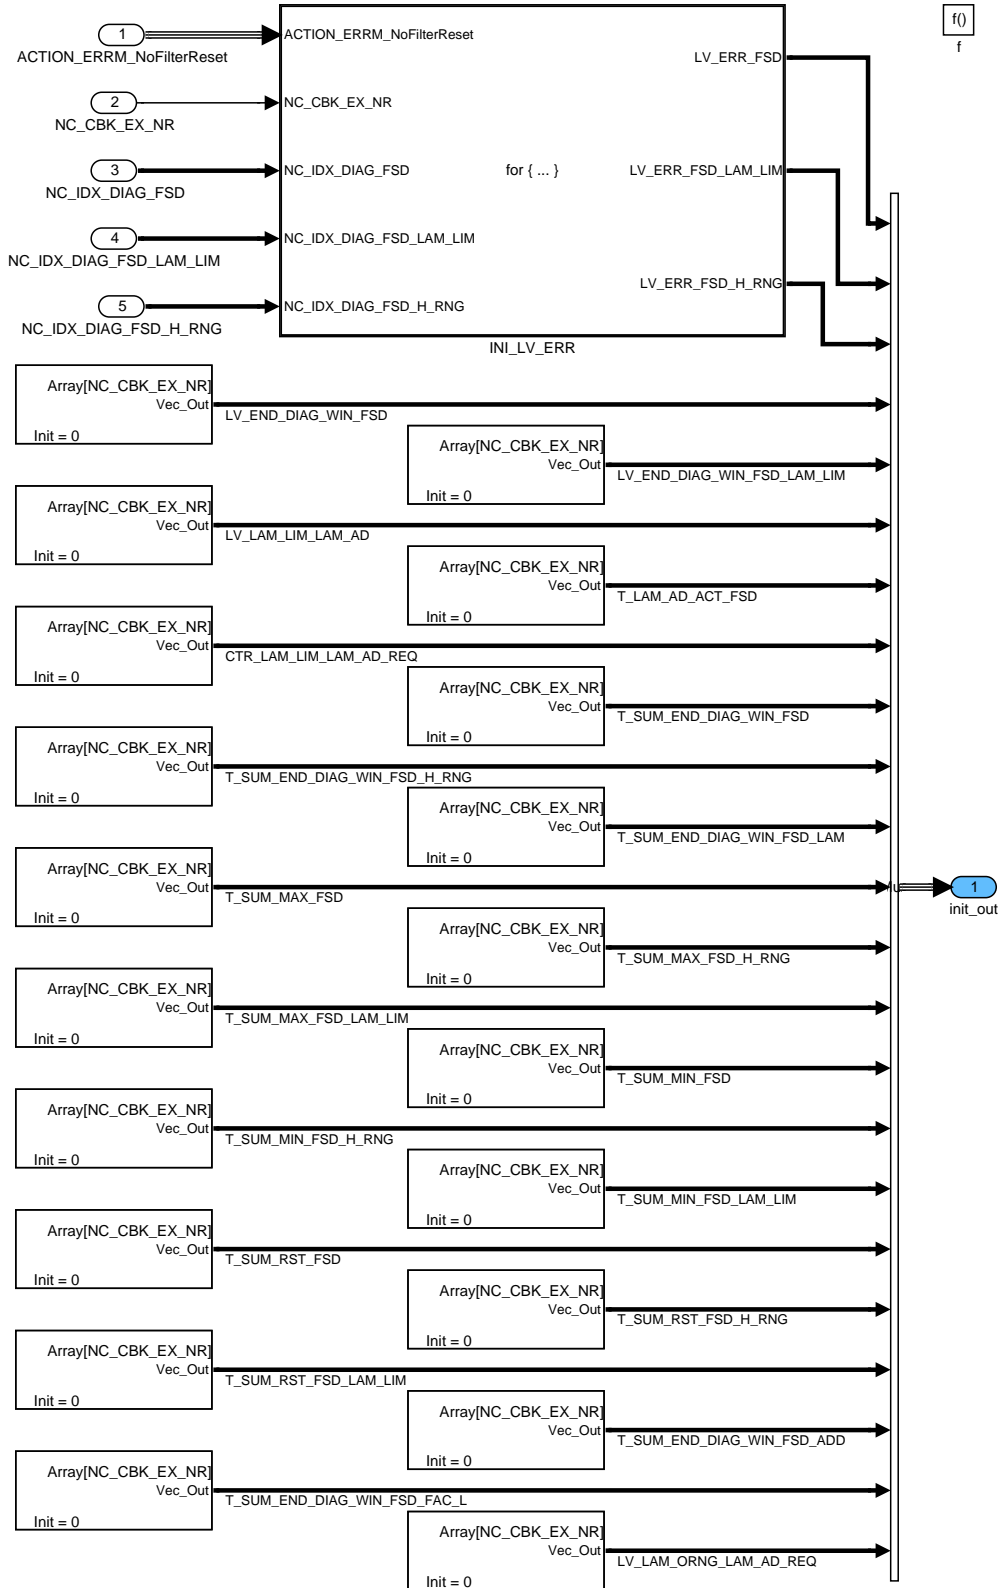 1
ACTION_ERRM_NoFilterReset
2
NC_CBK_EX_NR
3
NC_IDX_DIAG_FSD
4
NC_IDX_DIAG_FSD_LAM_LIM
5
NC_IDX_DIAG_FSD_H_RNG
ACTION_ERRM_NoFilterReset
NC_CBK_EX_NR
NC_IDX_DIAG_FSD
NC_IDX_DIAG_FSD_LAM_LIM
NC_IDX_DIAG_FSD_H_RNG
for { ... }
LV_ERR_FSD
LV_ERR_FSD_LAM_LIM
LV_ERR_FSD_H_RNG
INI_LV_ERR
f()
f
Array[NC_CBK_EX_NR]
Vec_Out
Init = 0
LV_END_DIAG_WIN_FSD
Array[NC_CBK_EX_NR]
Vec_Out
Init = 0
LV_END_DIAG_WIN_FSD_LAM_LIM
Array[NC_CBK_EX_NR]
Vec_Out
Init = 0
LV_LAM_LIM_LAM_AD
Array[NC_CBK_EX_NR]
Vec_Out
Init = 0
T_LAM_AD_ACT_FSD
Array[NC_CBK_EX_NR]
Vec_Out
Init = 0
CTR_LAM_LIM_LAM_AD_REQ
Array[NC_CBK_EX_NR]
Vec_Out
Init = 0
T_SUM_END_DIAG_WIN_FSD
Array[NC_CBK_EX_NR]
Vec_Out
Init = 0
T_SUM_END_DIAG_WIN_FSD_H_RNG
Array[NC_CBK_EX_NR]
Vec_Out
Init = 0
T_SUM_END_DIAG_WIN_FSD_LAM
Array[NC_CBK_EX_NR]
Vec_Out
Init = 0
T_SUM_MAX_FSD
1
init_out
Array[NC_CBK_EX_NR]
Vec_Out
Init = 0
T_SUM_MAX_FSD_H_RNG
Array[NC_CBK_EX_NR]
Vec_Out
Init = 0
T_SUM_MAX_FSD_LAM_LIM
Array[NC_CBK_EX_NR]
Vec_Out
Init = 0
T_SUM_MIN_FSD
Array[NC_CBK_EX_NR]
Vec_Out
Init = 0
T_SUM_MIN_FSD_H_RNG
Array[NC_CBK_EX_NR]
Vec_Out
Init = 0
T_SUM_MIN_FSD_LAM_LIM
Array[NC_CBK_EX_NR]
Vec_Out
Init = 0
T_SUM_RST_FSD
Array[NC_CBK_EX_NR]
Vec_Out
Init = 0
T_SUM_RST_FSD_H_RNG
Array[NC_CBK_EX_NR]
Vec_Out
Init = 0
T_SUM_RST_FSD_LAM_LIM
Array[NC_CBK_EX_NR]
Vec_Out
Init = 0
T_SUM_END_DIAG_WIN_FSD_ADD
Array[NC_CBK_EX_NR]
Vec_Out
Init = 0
T_SUM_END_DIAG_WIN_FSD_FAC_L
Array[NC_CBK_EX_NR]
Vec_Out
Init = 0
LV_LAM_ORNG_LAM_AD_REQ